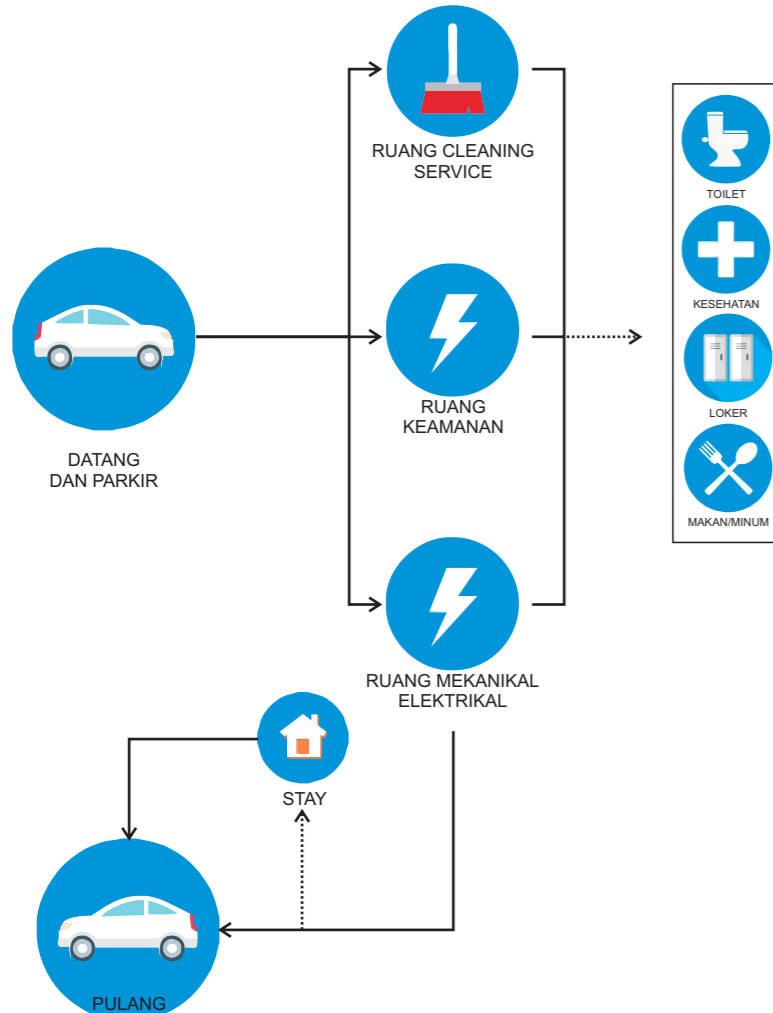 RUANG CLEANING
SERVICE
TOILET
KESEHATAN
RUANG
KEAMANAN
LOKER
DATANG
DAN PARKIR
MAKAN/MINUM
RUANG MEKANIKAL
ELEKTRIKAL
STAY
PULANG